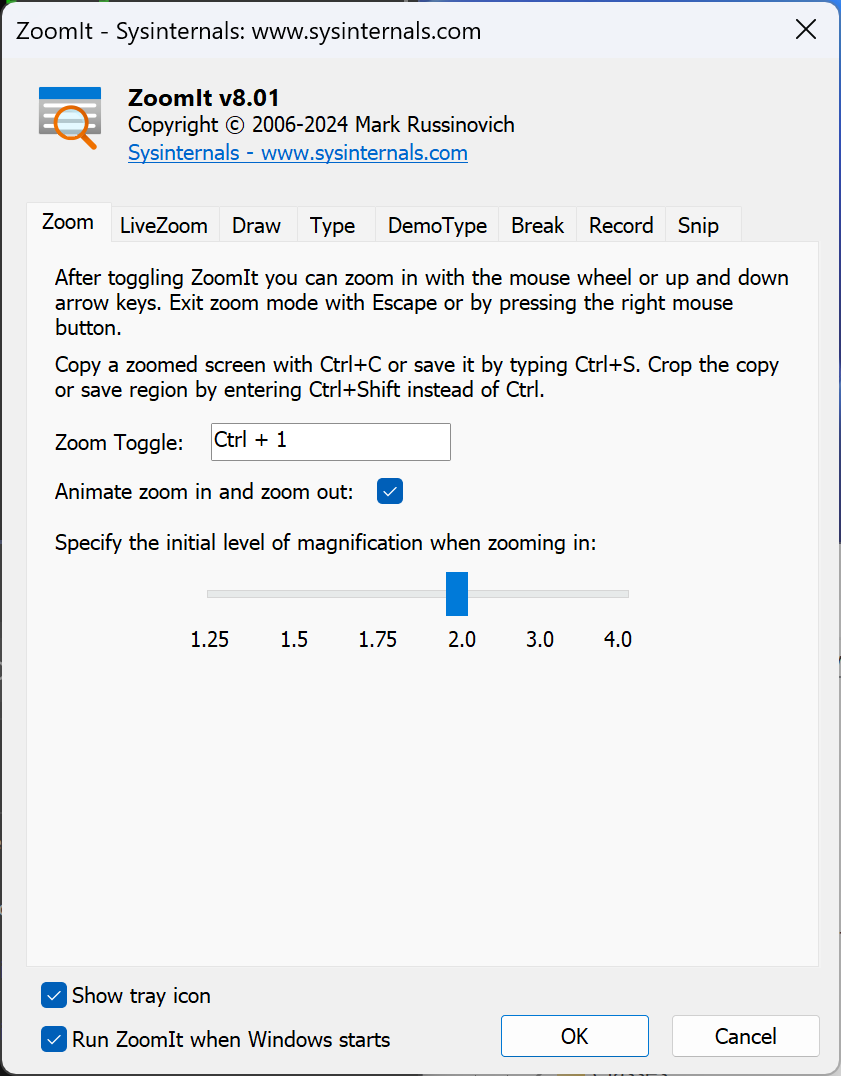 ZoomIt - Sysinternals: www.sysinternals.com
ZoomIt v8.01
Copyright © 2006-2024 Mark Russinovich
Sysinternals - www.sysinternals.com
Zoom LiveZoom Draw Type DemoType Break Record Snip
After toggling ZoomIt you can zoom in with the mouse wheel or up and down
arrow keys. Exit zoom mode with Escape or by pressing the right mouse
button.
Copy a zoomed screen with Ctrl+C or save it by typing Ctrl+S. Crop the copy
or save region by entering Ctrl+Shift instead of Ctrl.
Zoom Toggle: Ctrl + 1
Animate zoom in and zoom out:
Specify the initial level of magnification when zooming in:
1.25 1.5 1.75 2.0 3.0 4.0
Show tray icon
Run ZoomIt when Windows starts
OK Cancel